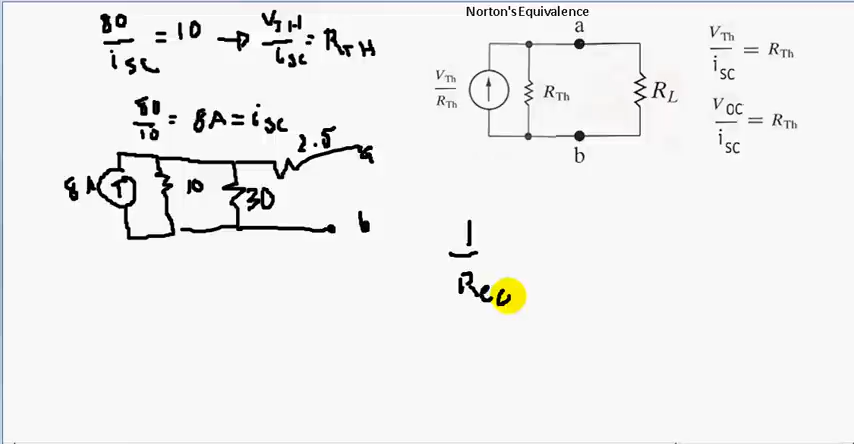 Norton's Equivalence
80/isc = 10 → VTH/isc = RTH
80/10 = 8A = isc
8A
10
30
2.5
a
b
a
VTh/RTh
RTh
RL
b
VTh/isc = RTh
VOC/isc = RTh
1/Req